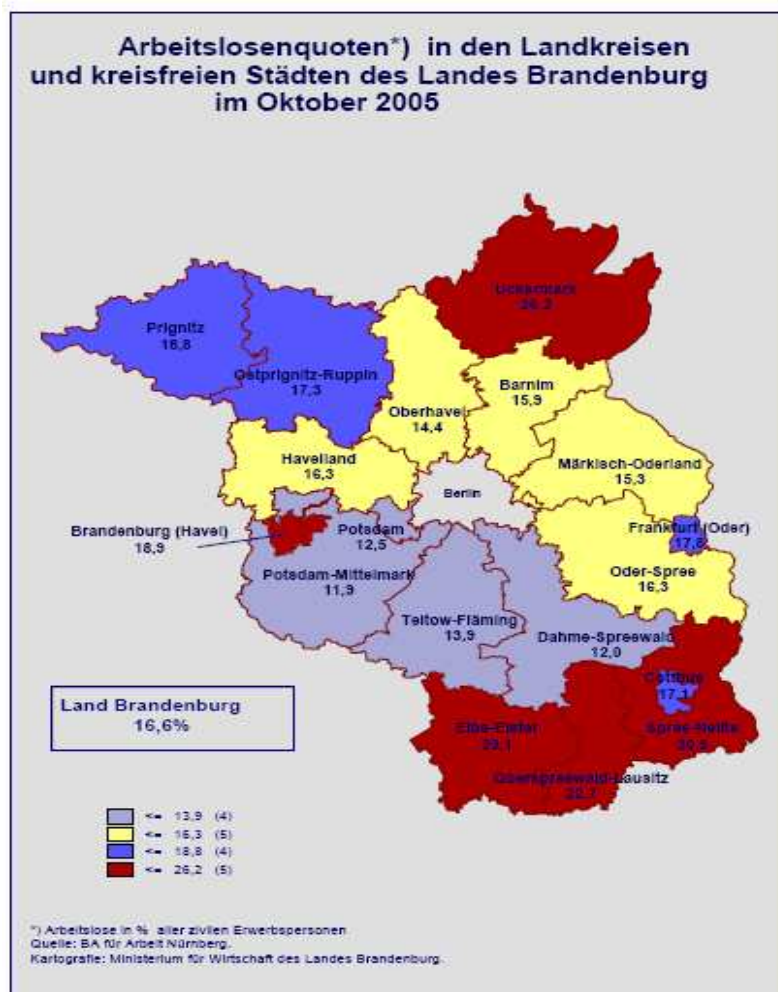 Arbeitslosenquoten*) in den Landkreisen
und kreisfreien Städten des Landes Brandenburg
im Oktober 2005
Uckermark
26,2
Prignitz
18,8
Ostprignitz-Ruppin
17,3
Barnim
15,9
Oberhavel
14,4
Havelland
16,3
Märkisch-Oderland
15,3
Berlin
Brandenburg (Havel)
18,9
Potsdam
12,5
Frankfurt (Oder)
Potsdam-Mittelmark
11,9
Oder-Spree
16,3
Teltow-Fläming
13,9
Dahme-Spreewald
12,0
Cottbus
17,1
Land Brandenburg
16,6%
Elbe-Elster
Spree-Neiße
Oberspreewald-Lausitz
<= 13,9 (4)
<= 16,3 (5)
<= 18,8 (4)
<= 26,2 (5)
*) Arbeitslose in % aller zivilen Erwerbspersonen
Quelle: BA für Arbeit Nürnberg.
Kartografie: Ministerium für Wirtschaft des Landes Brandenburg.